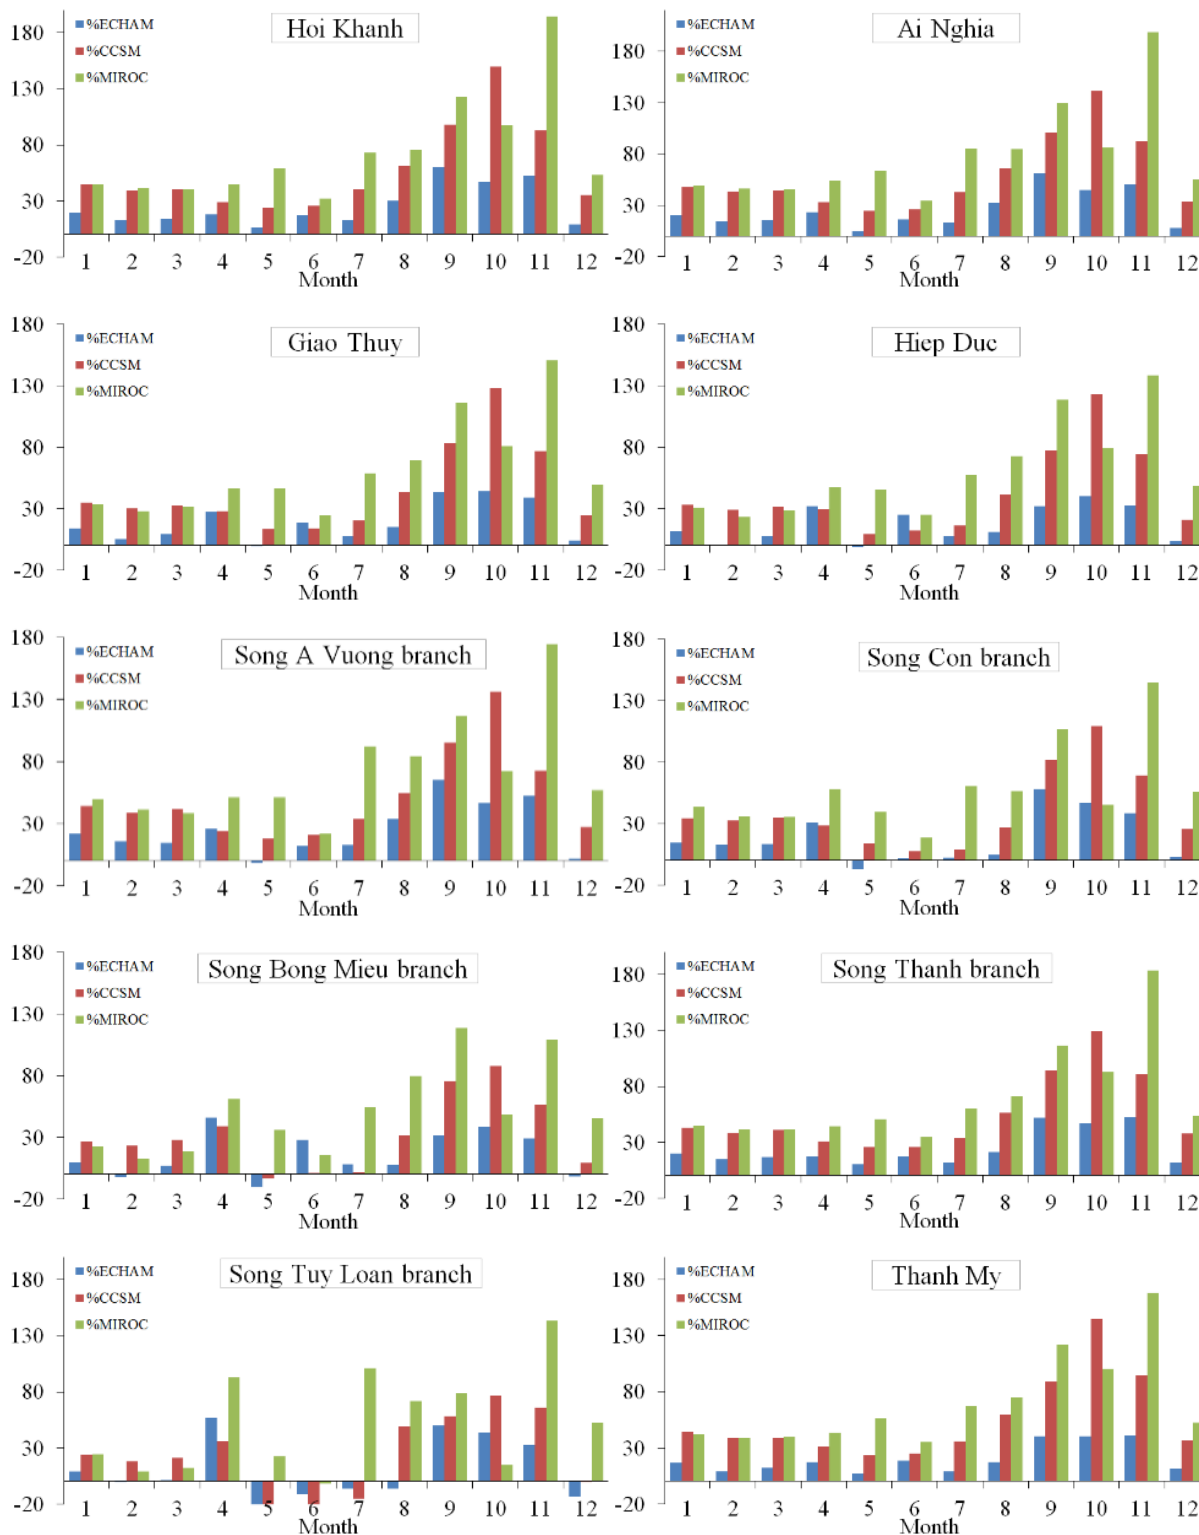 Hoi Khanh
%ECHAM
%CCSM
%MIROC
180
130
80
30
-20
1 2 3 4 5 6 7 8 9 10 11 12
Month
Ai Nghia
%ECHAM
%CCSM
%MIROC
180
130
80
30
-20
1 2 3 4 5 6 7 8 9 10 11 12
Month
Giao Thuy
%ECHAM
%CCSM
%MIROC
180
130
80
30
-20
1 2 3 4 5 6 7 8 9 10 11 12
Month
Hiep Duc
%ECHAM
%CCSM
%MIROC
180
130
80
30
-20
1 2 3 4 5 6 7 8 9 10 11 12
Month
Song A Vuong branch
%ECHAM
%CCSM
%MIROC
180
130
80
30
-20
1 2 3 4 5 6 7 8 9 10 11 12
Month
Song Con branch
%ECHAM
%CCSM
%MIROC
180
130
80
30
-20
1 2 3 4 5 6 7 8 9 10 11 12
Month
Song Bong Mieu branch
%ECHAM
%CCSM
%MIROC
180
130
80
30
-20
1 2 3 4 5 6 7 8 9 10 11 12
Month
Song Thanh branch
%ECHAM
%CCSM
%MIROC
180
130
80
30
-20
1 2 3 4 5 6 7 8 9 10 11 12
Month
Song Tuy Loan branch
%ECHAM
%CCSM
%MIROC
180
130
80
30
-20
1 2 3 4 5 6 7 8 9 10 11 12
Month
Thanh My
%ECHAM
%CCSM
%MIROC
180
130
80
30
-20
1 2 3 4 5 6 7 8 9 10 11 12
Month